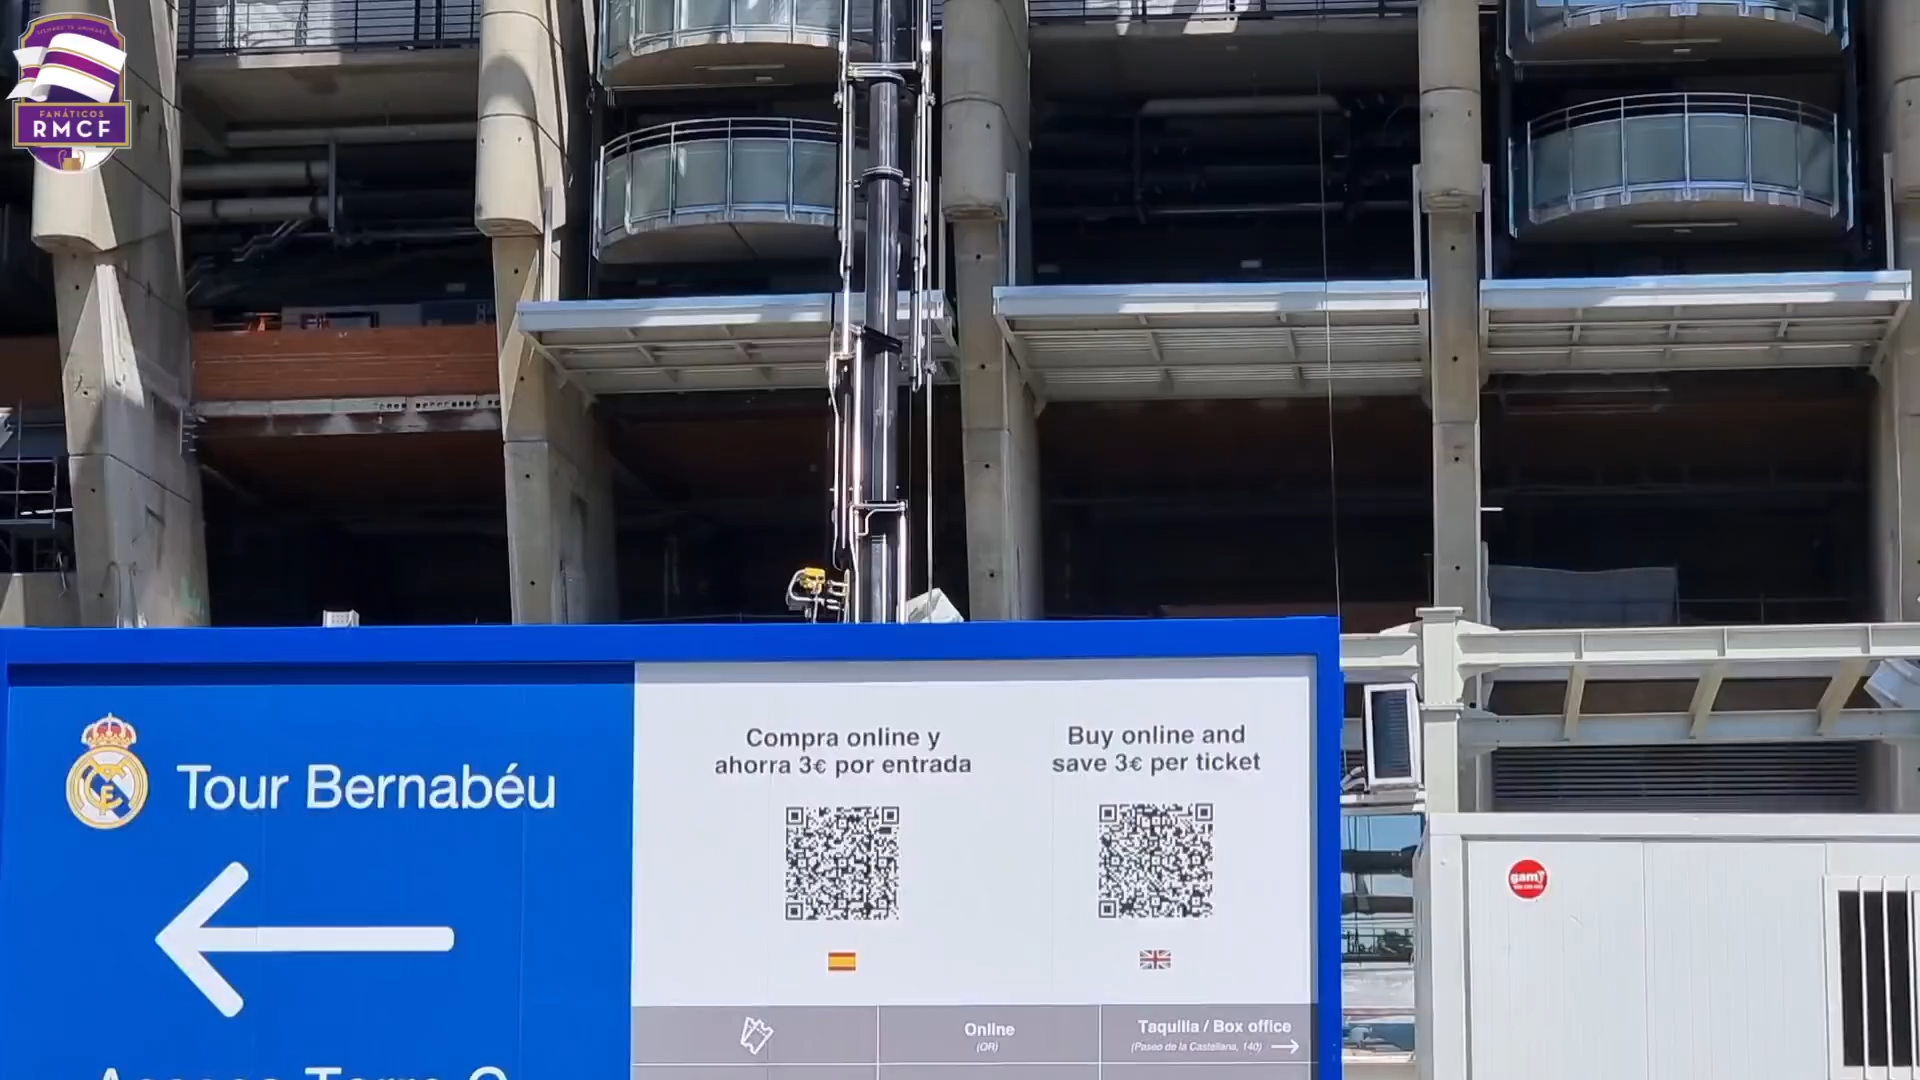 FANÁTICOS
RMCF
Tour Bernabéu
Compra online y
ahorra 3€ por entrada
Buy online and
save 3€ per ticket
Online
(QR)
Taquilla / Box office
(Paseo de la Castellana, 140)
gam